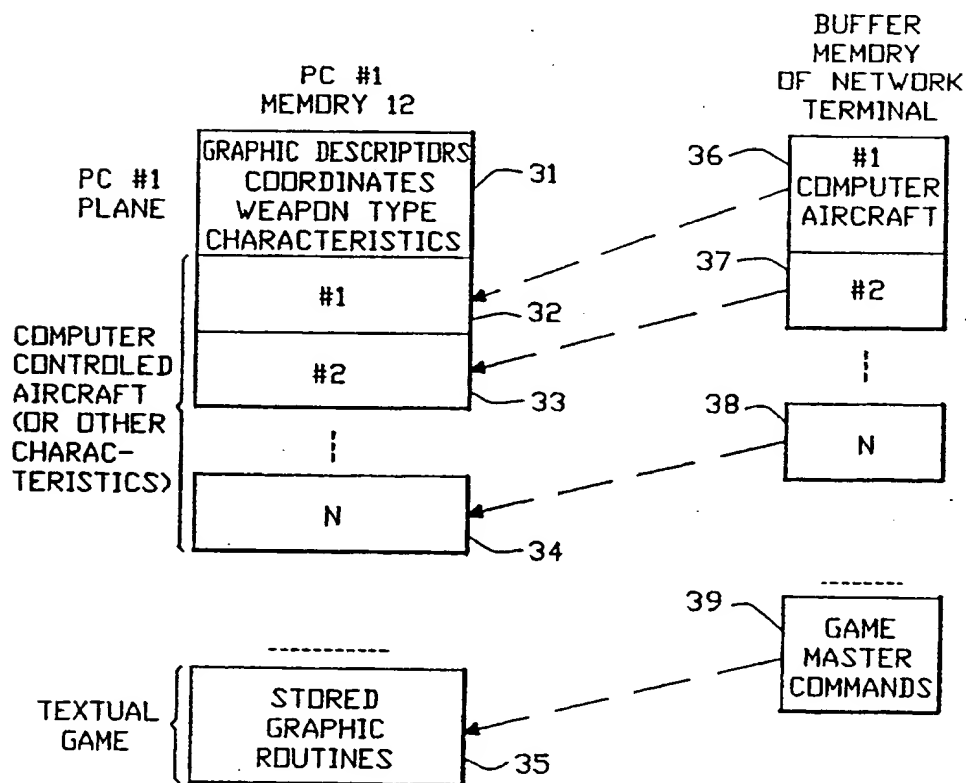 PC #1
MEMORY 12
PC #1
PLANE
GRAPHIC DESCRIPTORS
COORDINATES
WEAPON TYPE
CHARACTERISTICS
31
COMPUTER
CONTROLED
AIRCRAFT
(OR OTHER
CHARAC-
TERISTICS)
#1
32
#2
33
N
34
TEXTUAL
GAME
STORED
GRAPHIC
ROUTINES
35
BUFFER
MEMORY
OF NETWORK
TERMINAL
36
#1
COMPUTER
AIRCRAFT
37
#2
38
N
39
GAME
MASTER
COMMANDS